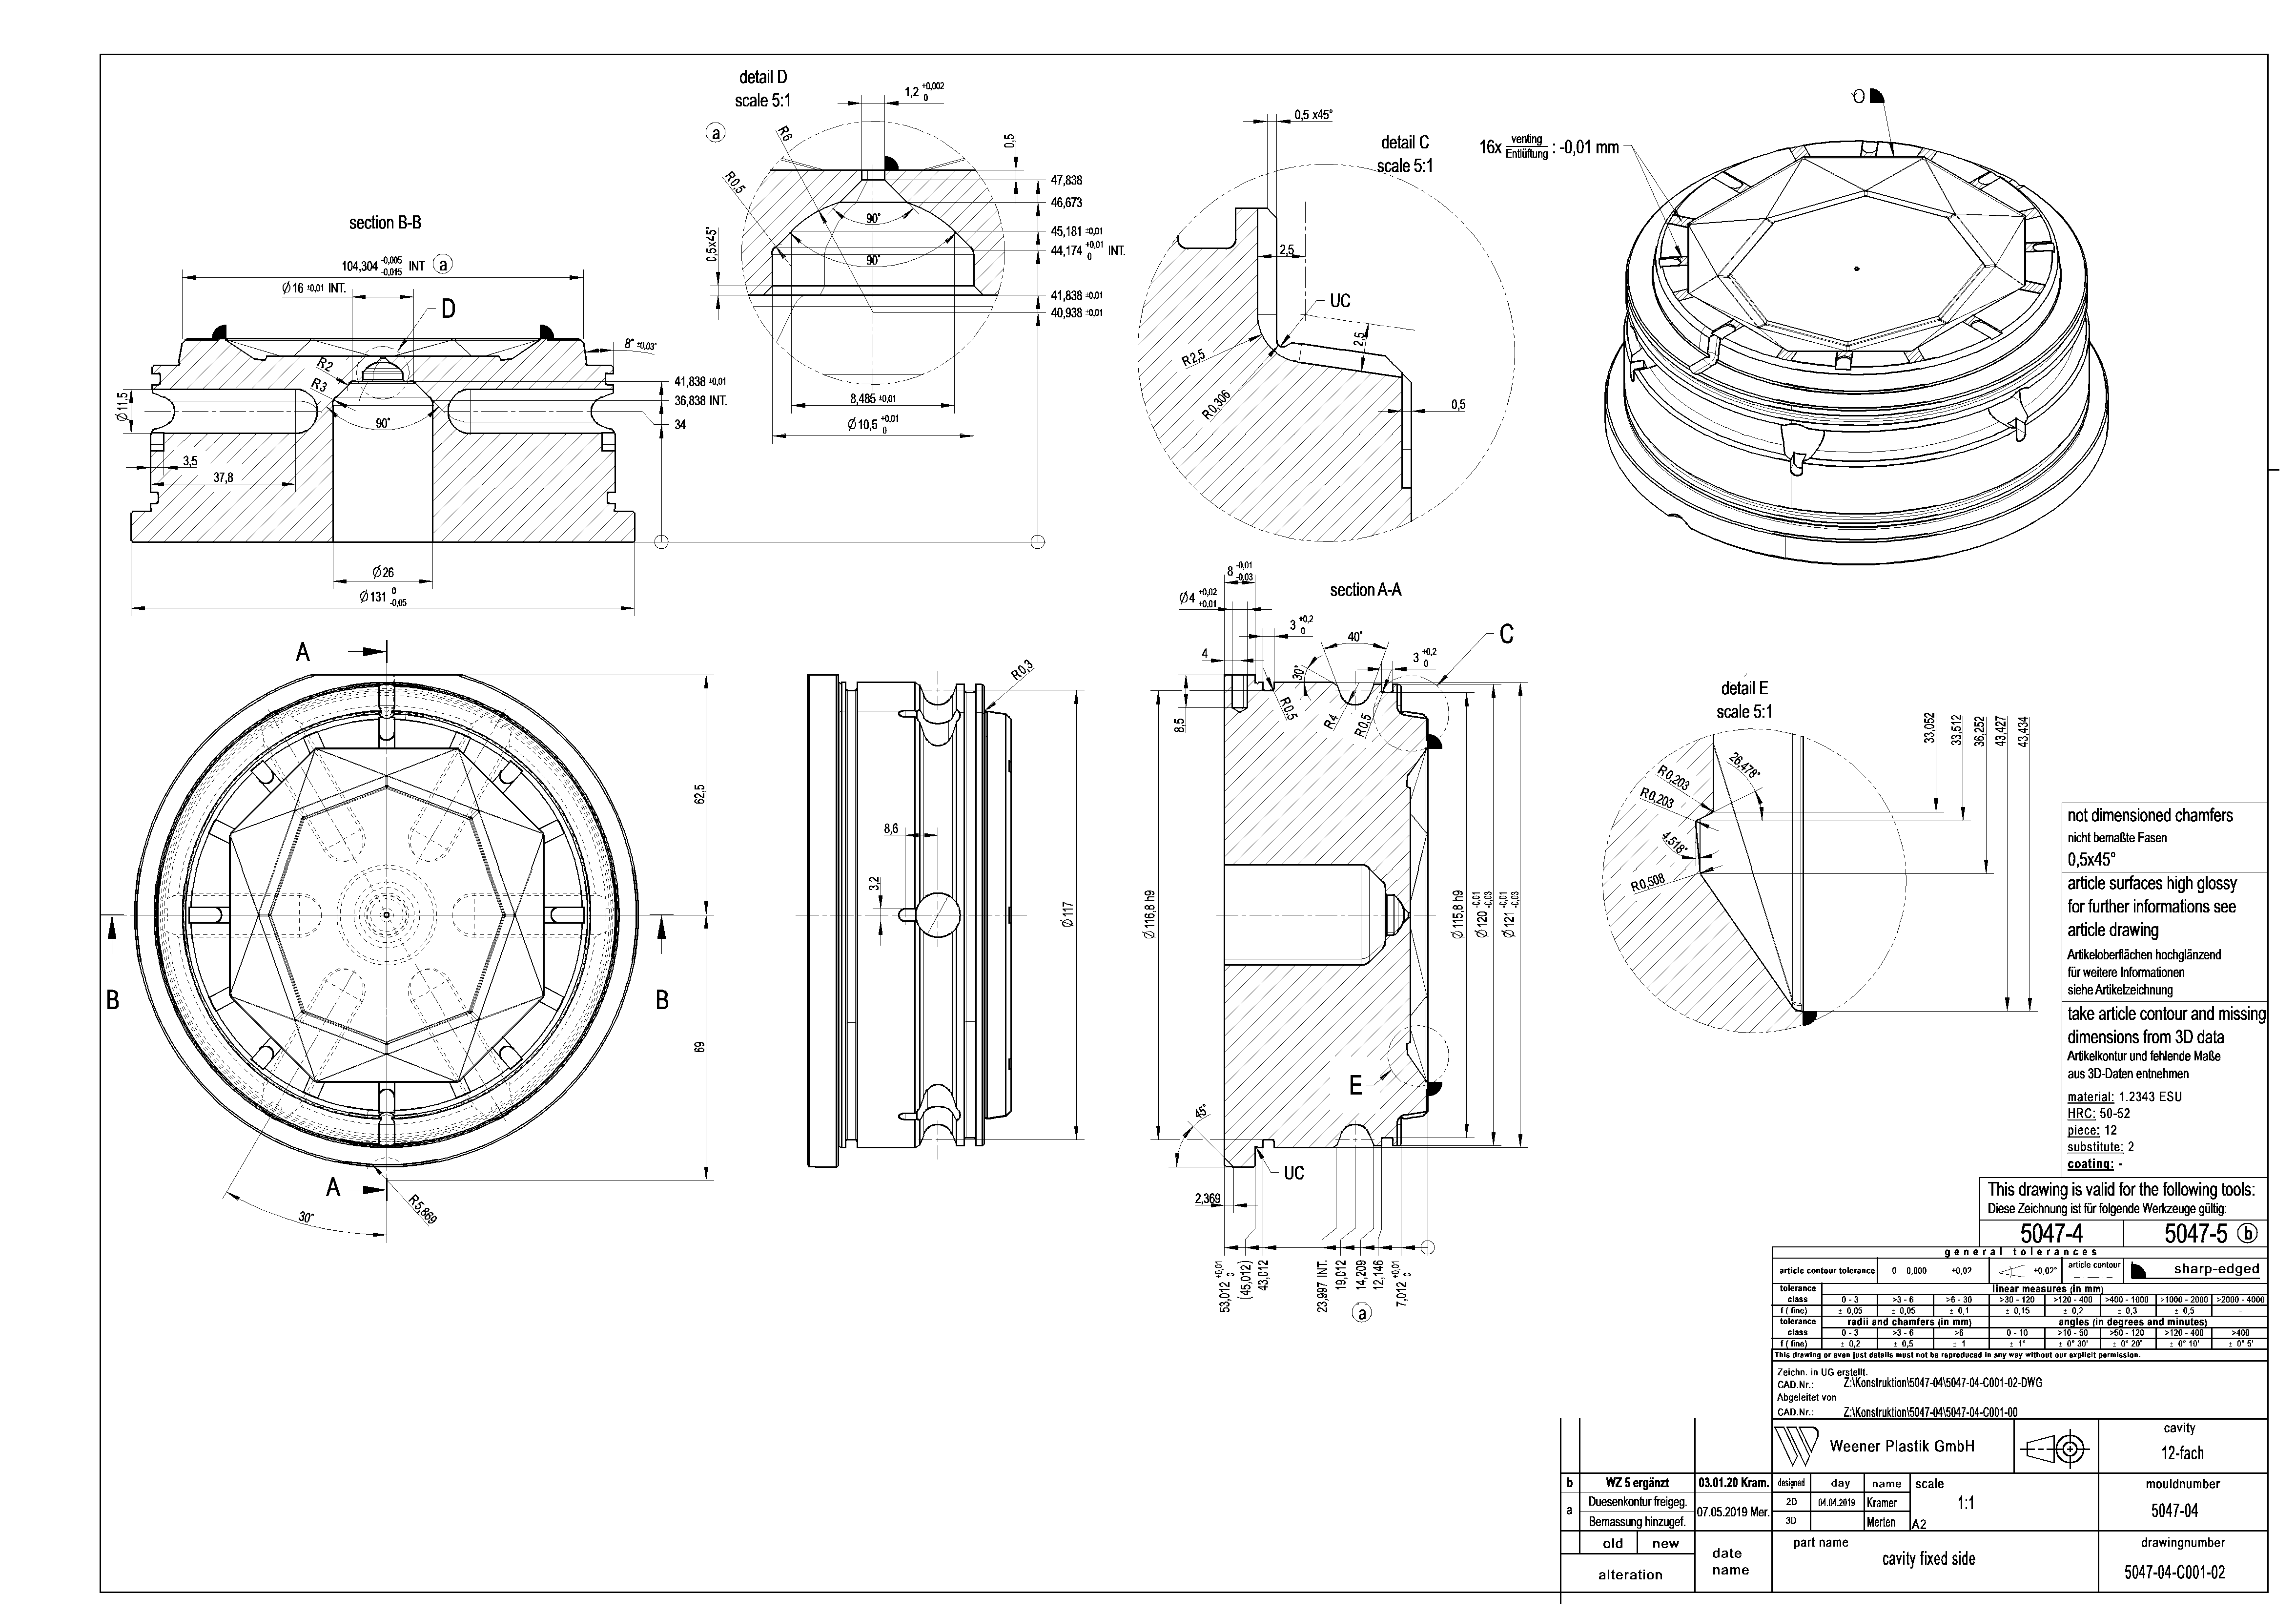 detail D
scale 5:1
1,2 +0,002 0
a
R6
R0,5
0,5
47,838
46,673
45,181 ±0,01
44,174 +0,01 0 INT.
41,838 ±0,01
40,938 ±0,01
90°
90°
0,5x45°
8,485 ±0,01
Ø10,5 +0,01 0
section B-B
104,304 -0,005 -0,015 INT a
Ø16 ±0,01 INT.
D
8° ±0,03°
R2
R3
90°
41,838 ±0,01
36,838 INT.
34
Ø11,5
3,5
37,8
Ø26
Ø131 0 -0,05
detail C
scale 5:1
0,5 x45°
2,5
UC
2,5
R2,5
R0,306
0,5
16x venting Entlüftung : -0,01 mm
A
A
B
B
62,5
69
30°
R5,869
R0,3
8,6
3,2
Ø117
section A-A
8 -0,01 -0,03
Ø4 +0,02 +0,01
3 +0,2 0
4
40°
30°
3 +0,2 0
C
8,5
R0,5
R4
R0,5
Ø116,8 h9
Ø115,8 h9
Ø120 -0,01 -0,03
Ø121 -0,01 -0,03
E
45°
UC
2,369
53,012 +0,01 0
(45,012)
43,012
23,997 INT.
19,012
14,209
12,146
7,012 +0,01 0
a
detail E
scale 5:1
33,052
33,512
36,252
43,427
43,434
26,478°
R0,203
R0,203
4,518°
R0,508
not dimensioned chamfers
nicht bemaßte Fasen
0,5x45°
article surfaces high glossy
for further informations see
article drawing
Artikeloberflächen hochglänzend
für weitere Informationen
siehe Artikelzeichnung
take article contour and missing
dimensions from 3D data
Artikelkontur und fehlende Maße
aus 3D-Daten entnehmen
material: 1.2343 ESU
HRC: 50-52
piece: 12
substitute: 2
coating: -
This drawing is valid for the following tools:
Diese Zeichnung ist für folgende Werkzeuge gültig:
5047-4 5047-5 b
general tolerances
article contour tolerance 0 .. 0,000 ±0,02 ±0,02° article contour sharp-edged
tolerance class linear measures (in mm)
0 - 3 >3 - 6 >6 - 30 >30 - 120 >120 - 400 >400 - 1000 >1000 - 2000 >2000 - 4000
f ( fine) ± 0,05 ± 0,05 ± 0,1 ± 0,15 ± 0,2 ± 0,3 ± 0,5 -
tolerance class radii and chamfers (in mm) angles (in degrees and minutes)
0 - 3 >3 - 6 >6 0 - 10 >10 - 50 >50 - 120 >120 - 400 >400
f ( fine) ± 0,2 ± 0,5 ± 1 ± 1° ± 0° 30' ± 0° 20' ± 0° 10' ± 0° 5'
This drawing or even just details must not be reproduced in any way without our explicit permission.
Zeichn. in UG erstellt.
CAD.Nr.: Z:\Konstruktion\5047-04\5047-04-C001-02-DWG
Abgeleitet von
CAD.Nr.: Z:\Konstruktion\5047-04\5047-04-C001-00
Weener Plastik GmbH
cavity
12-fach
b WZ 5 ergänzt 03.01.20 Kram.
a Duesenkontur freigeg.
Bemassung hinzugef. 07.05.2019 Mer.
old new
alteration
date
name
designed day name
2D 04.04.2019 Kramer
3D Merten
scale
1:1
A2
mouldnumber
5047-04
part name
cavity fixed side
drawingnumber
5047-04-C001-02